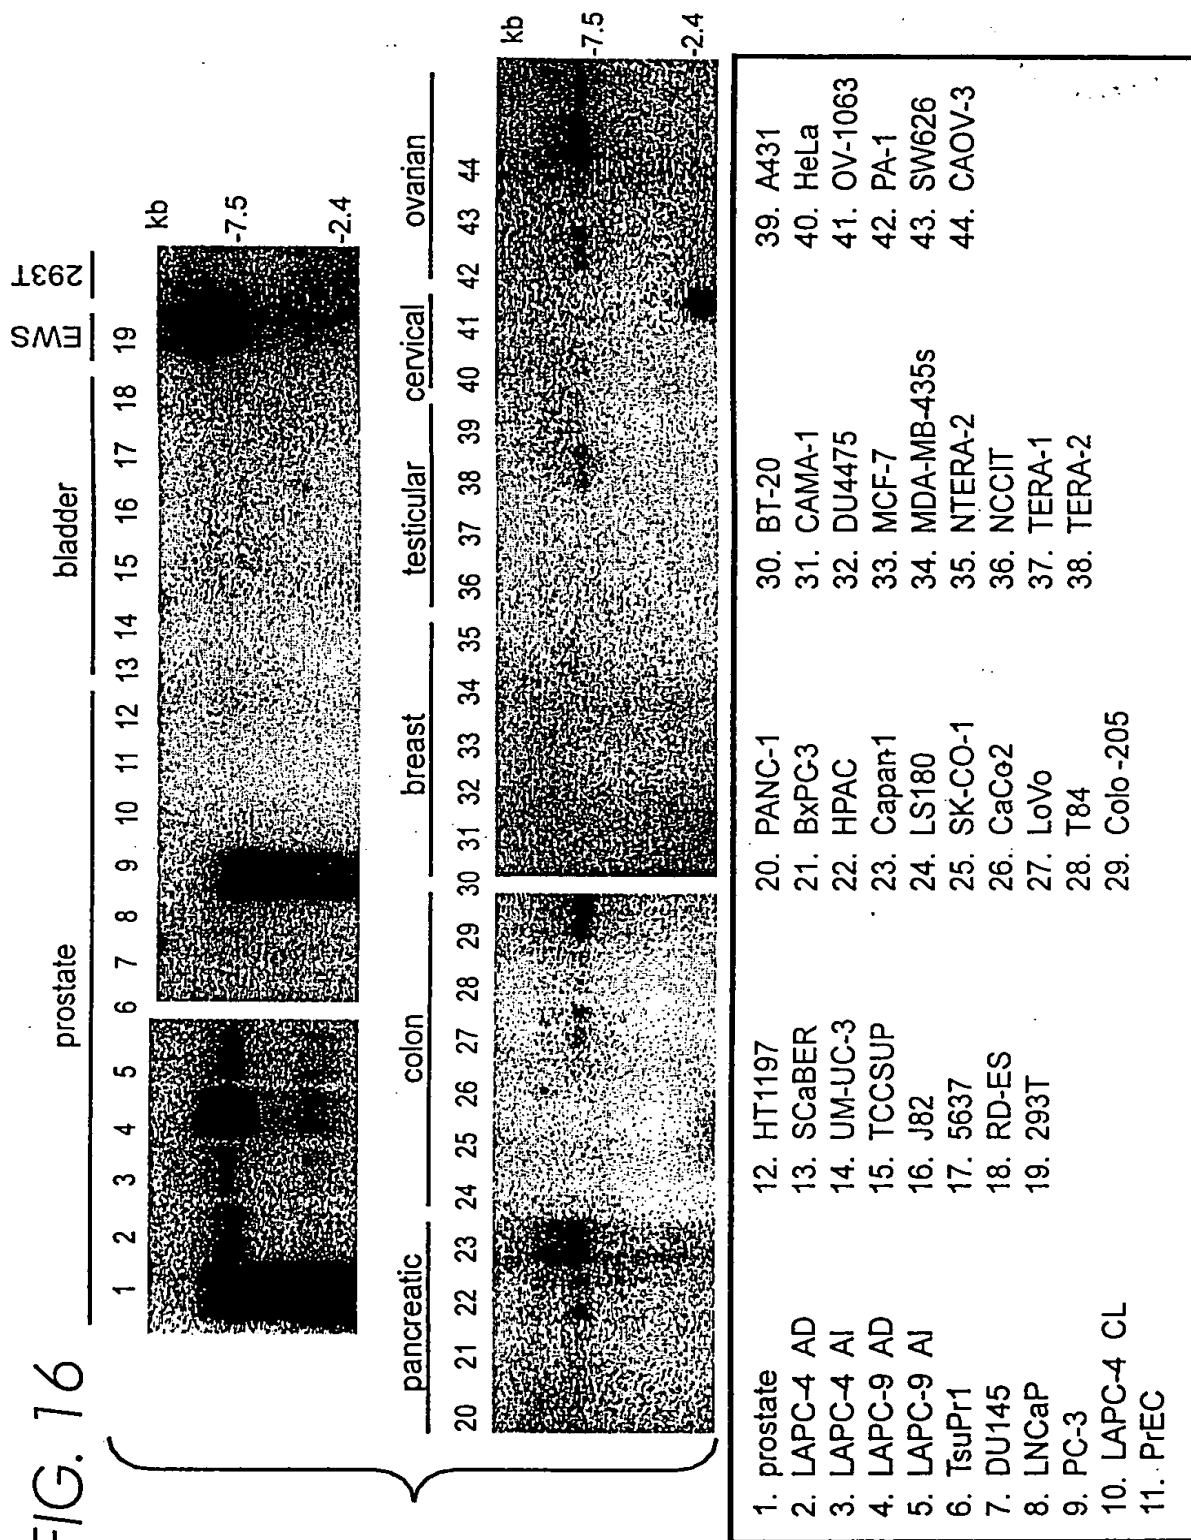 FIG. 16
prostate
bladder
EWS
293T
1 2 3 4 5 6 7 8 9 10 11 12 13 14 15 16 17 18 19
kb
-7.5
-2.4
pancreatic
colon
breast
testicular
cervical
ovarian
20 21 22 23 24 25 26 27 28 29 30 31 32 33 34 35 36 37 38 39 40 41 42 43 44
kb
-7.5
-2.4
1. prostate
2. LAPC-4 AD
3. LAPC-4 AI
4. LAPC-9 AD
5. LAPC-9 AI
6. TsuPr1
7. DU145
8. LNCaP
9. PC-3
10. LAPC-4 CL
11. PrEC
12. HT1197
13. SCaBER
14. UM-UC-3
15. TCCSUP
16. J82
17. 5637
18. RD-ES
19. 293T
20. PANC-1
21. BxPC-3
22. HPAC
23. Capan-1
24. LS180
25. SK-CO-1
26. CaCo2
27. LoVo
28. T84
29. Colo-205
30. BT-20
31. CAMA-1
32. DU4475
33. MCF-7
34. MDA-MB-435s
35. NTERA-2
36. NCCIT
37. TERA-1
38. TERA-2
39. A431
40. HeLa
41. OV-1063
42. PA-1
43. SW626
44. CAOV-3